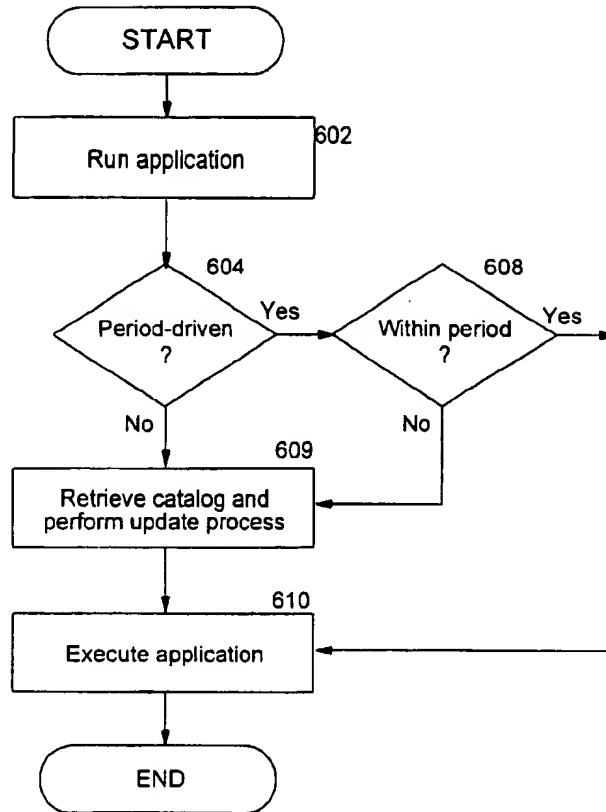 START
602
Run application
604
608
Period-driven
?
Yes
Within period
?
Yes
No
No
609
Retrieve catalog and
perform update process
610
Execute application
END